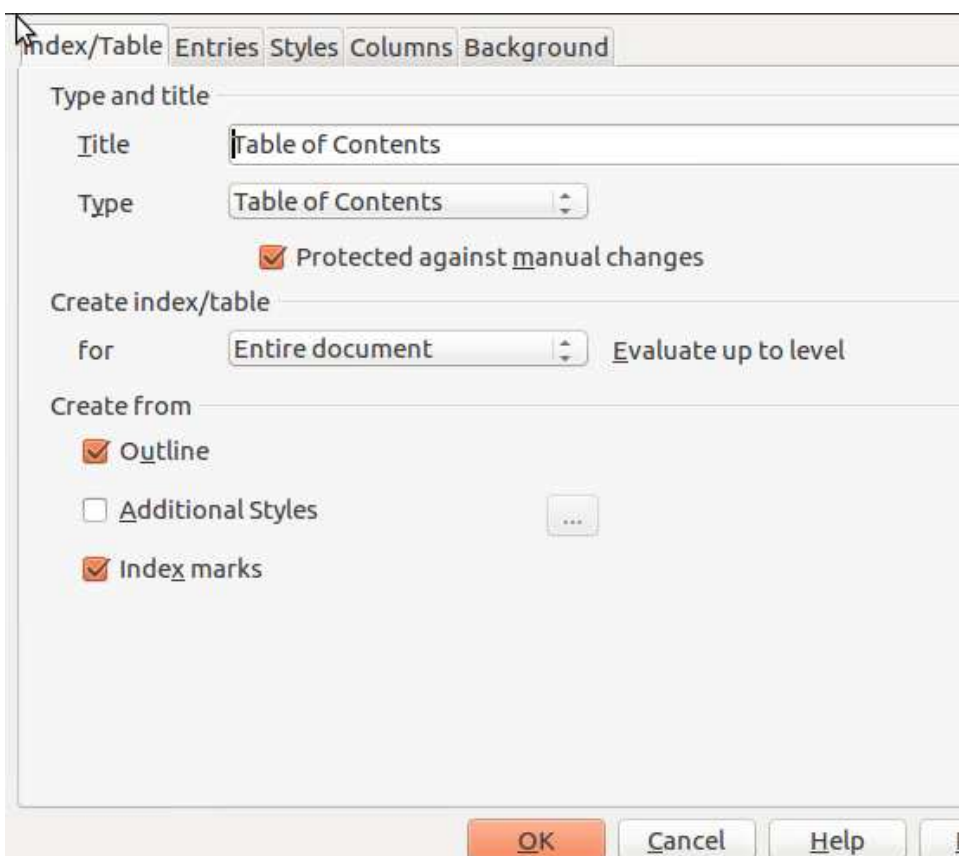 Index/Table Entries Styles Columns Background
Type and title
Title Table of Contents
Type Table of Contents
Protected against manual changes
Create index/table
for Entire document Evaluate up to level
Create from
Outline
Additional Styles ...
Index marks
OK Cancel Help